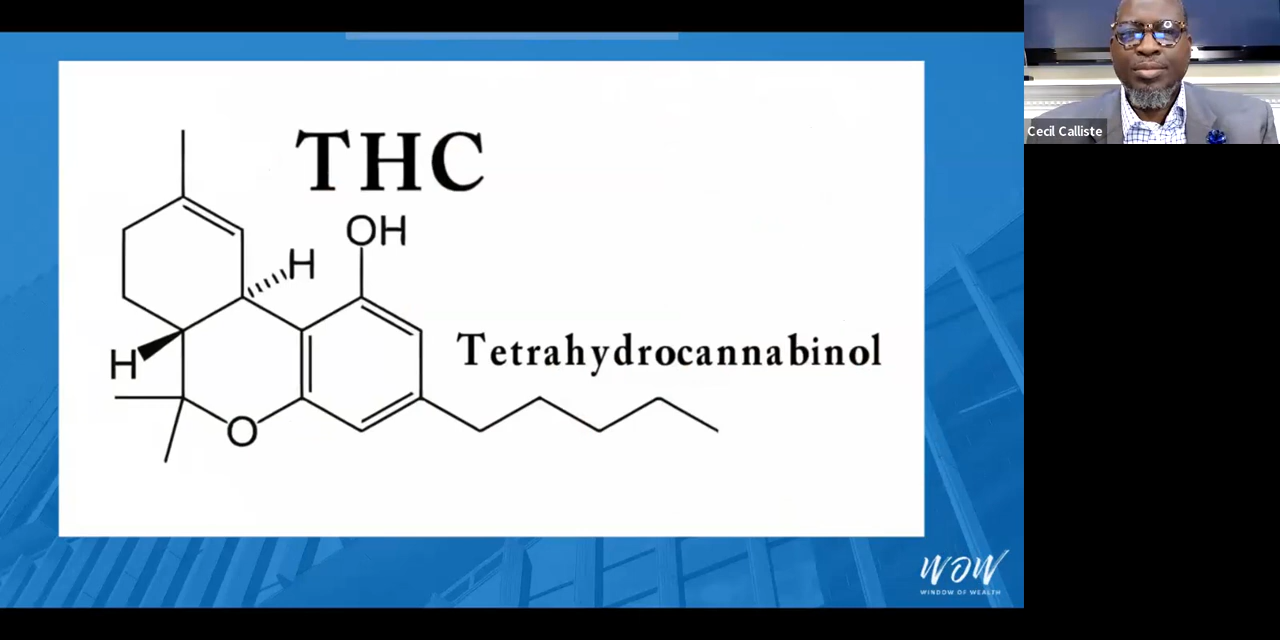 THC
OH
H
Tetrahydrocannabinol
H
O
WOW
WINDOW OF WEALTH
Cecil Calliste